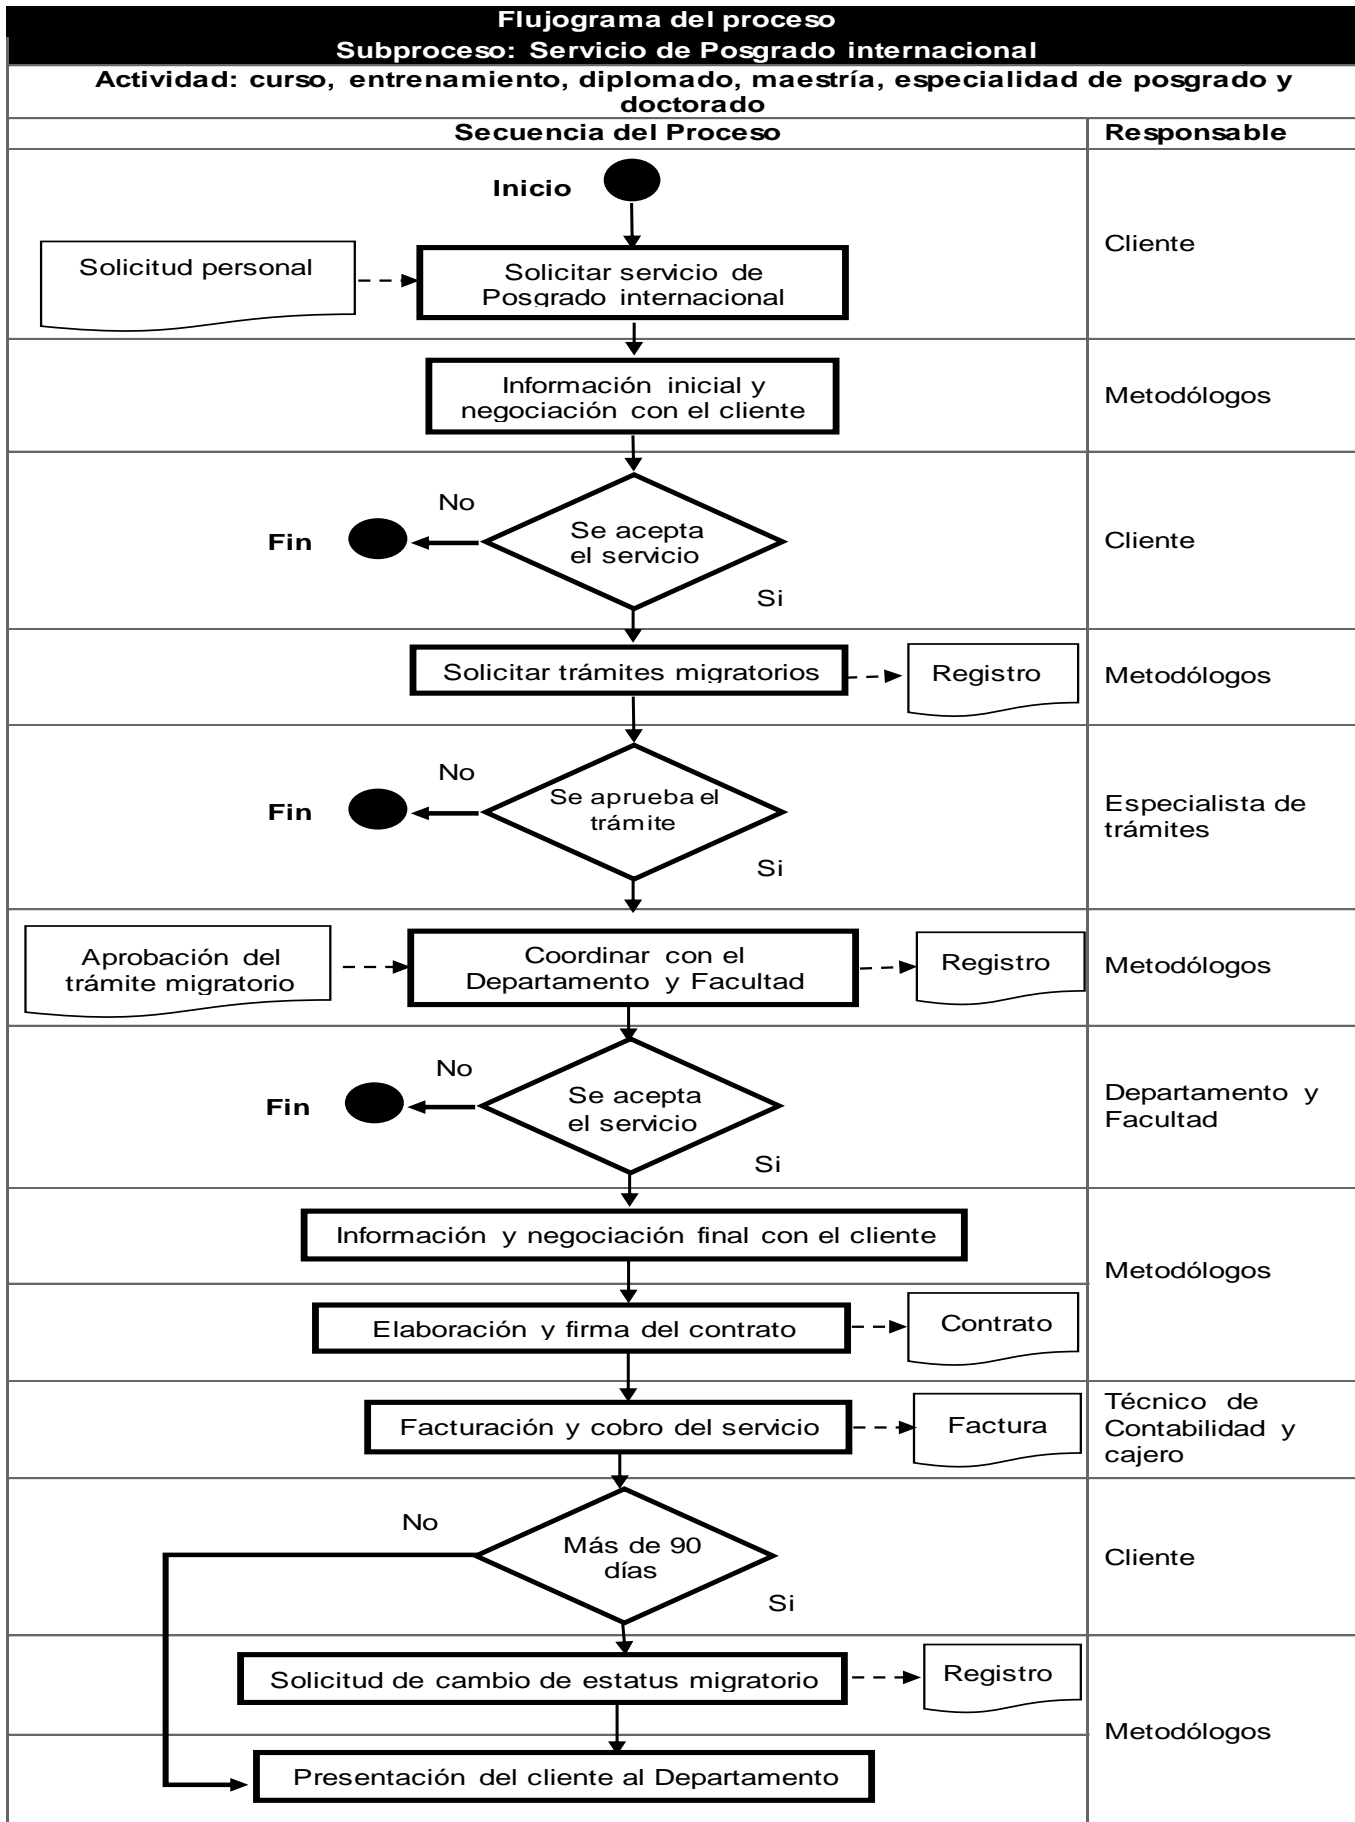 Flujograma del proceso
Subproceso: Servicio de Posgrado internacional
Actividad: curso, entrenamiento, diplomado, maestría, especialidad de posgrado y
doctorado
Secuencia del Proceso
Responsable
Inicio
Cliente
Solicitud personal
Solicitar servicio de
Posgrado internacional
Información inicial y
negociación con el cliente
Metodólogos
No
Se acepta
el servicio
Fin
Cliente
Si
Solicitar trámites migratorios
Registro
Metodólogos
No
Se aprueba el
trámite
Fin
Especialista de
trámites
Si
Aprobación del
trámite migratorio
Coordinar con el
Departamento y Facultad
Registro
Metodólogos
No
Se acepta
el servicio
Fin
Departamento y
Facultad
Si
Información y negociación final con el cliente
Metodólogos
Elaboración y firma del contrato
Contrato
Facturación y cobro del servicio
Factura
Técnico de
Contabilidad y
cajero
No
Más de 90
días
Cliente
Si
Solicitud de cambio de estatus migratorio
Registro
Metodólogos
Presentación del cliente al Departamento